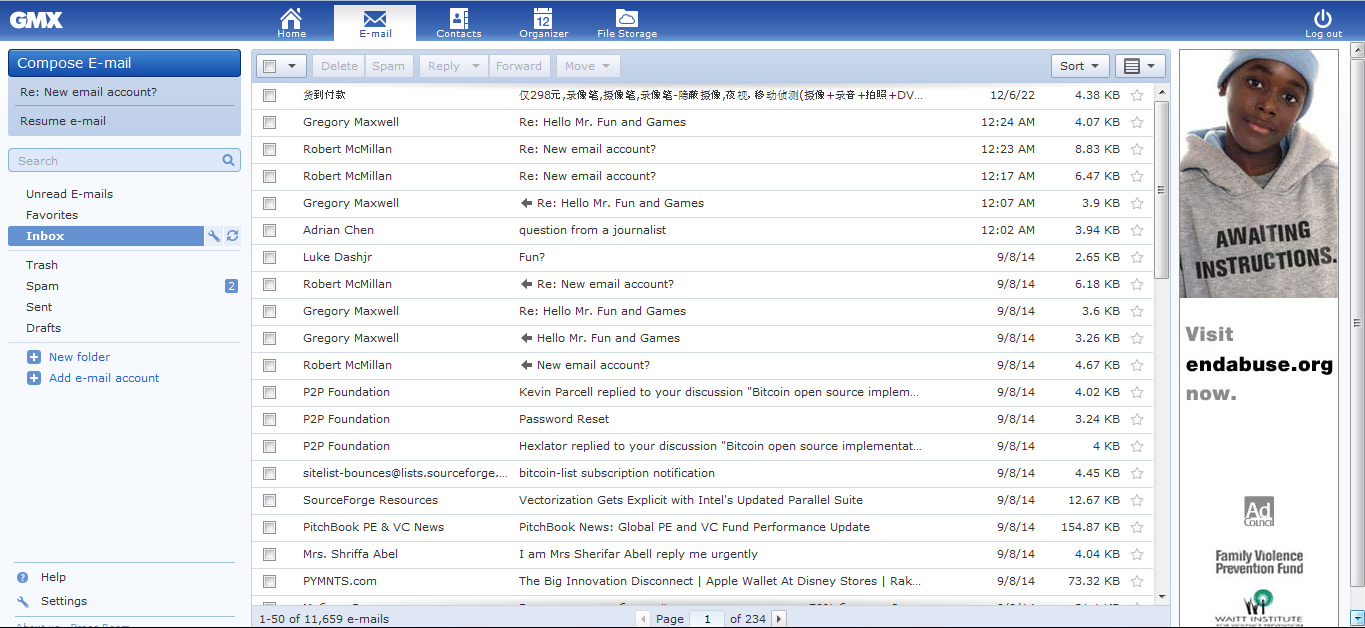 GMX
Home
E-mail
Contacts
12
Organizer
File Storage
Log out
Compose E-mail
Re: New email account?
Resume e-mail
Search
Unread E-mails
Favorites
Inbox
Trash
Spam 2
Sent
Drafts
New folder
Add e-mail account
Help
Settings
Delete Spam Reply Forward Move Sort
货到付款 仅298元,录像笔,摄像笔,录像笔-隐蔽摄像,夜视,移动侦测(摄像+录音+拍照+DV... 12/6/22 4.38 KB
Gregory Maxwell Re: Hello Mr. Fun and Games 12:24 AM 4.07 KB
Robert McMillan Re: New email account? 12:23 AM 8.83 KB
Robert McMillan Re: New email account? 12:17 AM 6.47 KB
Gregory Maxwell Re: Hello Mr. Fun and Games 12:07 AM 3.9 KB
Adrian Chen question from a journalist 12:02 AM 3.94 KB
Luke Dashjr Fun? 9/8/14 2.65 KB
Robert McMillan Re: New email account? 9/8/14 6.18 KB
Gregory Maxwell Re: Hello Mr. Fun and Games 9/8/14 3.6 KB
Gregory Maxwell Hello Mr. Fun and Games 9/8/14 3.26 KB
Robert McMillan New email account? 9/8/14 4.67 KB
P2P Foundation Kevin Parcell replied to your discussion "Bitcoin open source implem... 9/8/14 4.02 KB
P2P Foundation Password Reset 9/8/14 3.24 KB
P2P Foundation Hexlator replied to your discussion "Bitcoin open source implementat... 9/8/14 4 KB
sitelist-bounces@lists.sourceforge.... bitcoin-list subscription notification 9/8/14 4.45 KB
SourceForge Resources Vectorization Gets Explicit with Intel's Updated Parallel Suite 9/8/14 12.67 KB
PitchBook PE & VC News PitchBook News: Global PE and VC Fund Performance Update 9/8/14 154.87 KB
Mrs. Shriffa Abel I am Mrs Sherifar Abell reply me urgently 9/8/14 4.04 KB
PYMNTS.com The Big Innovation Disconnect | Apple Wallet At Disney Stores | Rak... 9/8/14 73.32 KB
1-50 of 11,659 e-mails Page 1 of 234
AWAITING
INSTRUCTIONS.
Visit
endabuse.org
now.
Ad
Council
Family Violence
Prevention Fund
WAITT INSTITUTE